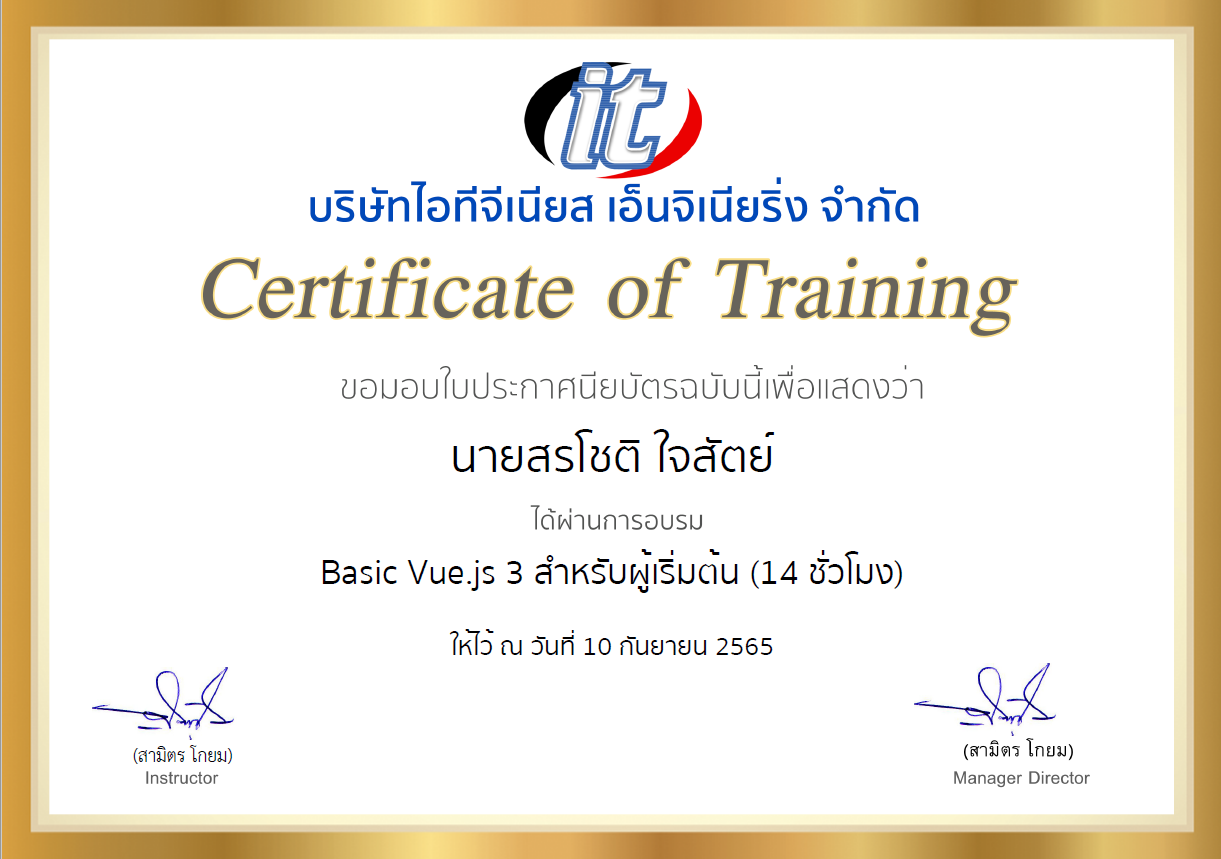 it
บริษัทไอทีจีเนียส เอ็นจิเนียริ่ง จำกัด
Certificate of Training
ขอมอบใบประกาศนียบัตรฉบับนี้เพื่อแสดงว่า
นายสรโชติ ใจสัตย์
ได้ผ่านการอบรม
Basic Vue.js 3 สำหรับผู้เริ่มต้น (14 ชั่วโมง)
ให้ไว้ ณ วันที่ 10 กันยายน 2565
(สามิตร โกยม)
Instructor
(สามิตร โกยม)
Manager Director